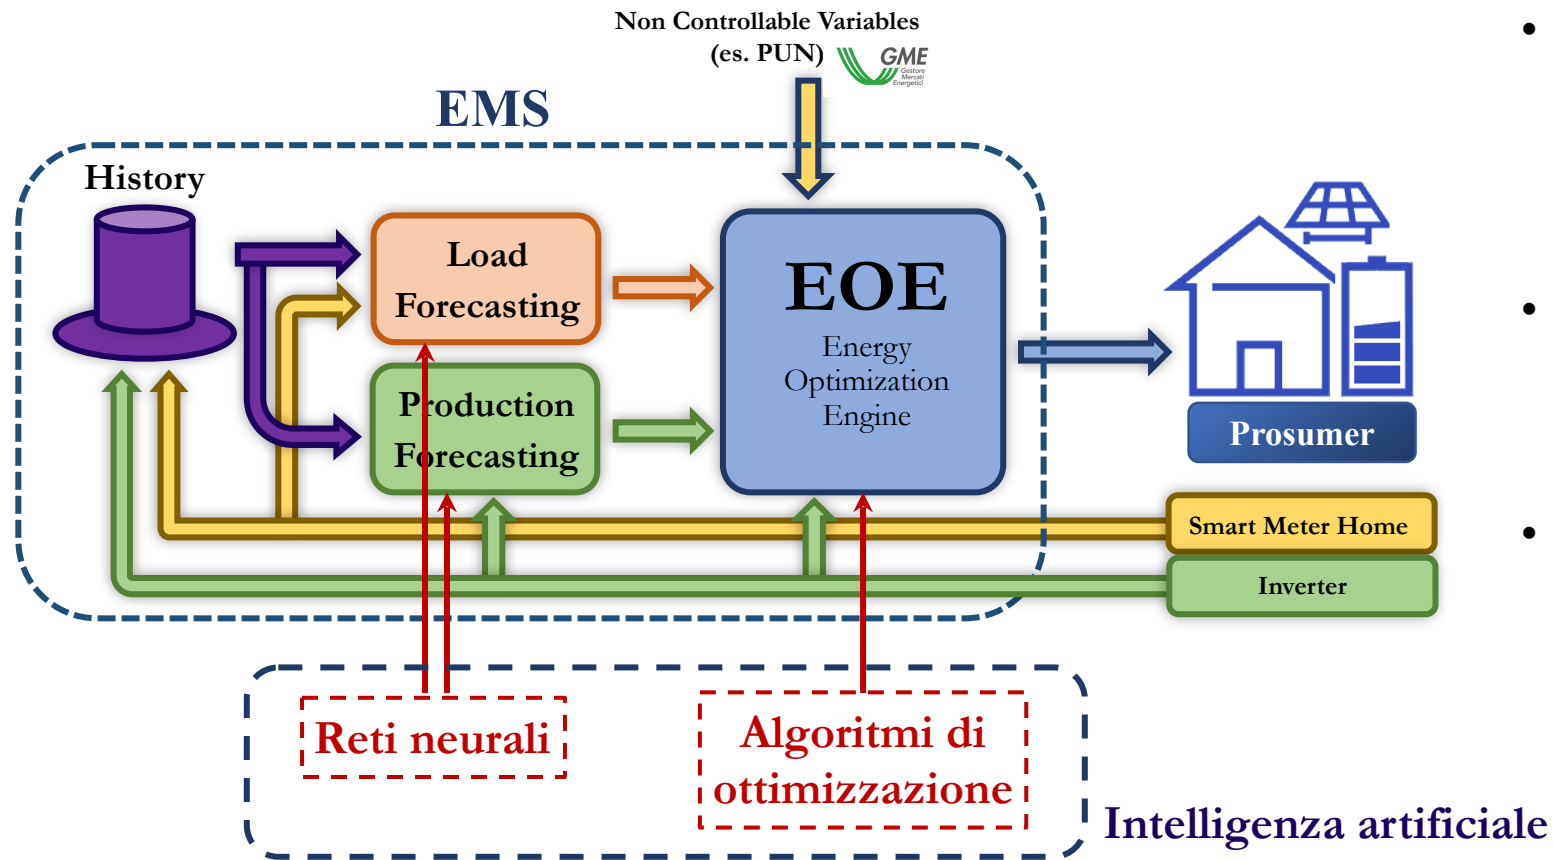 Non Controllable Variables
(es. PUN)
GME
Gestore
Mercati
Energetici
EMS
History
Load
Forecasting
Production
Forecasting
EOE
Energy
Optimization
Engine
Prosumer
Smart Meter Home
Inverter
Reti neurali
Algoritmi di
ottimizzazione
Intelligenza artificiale